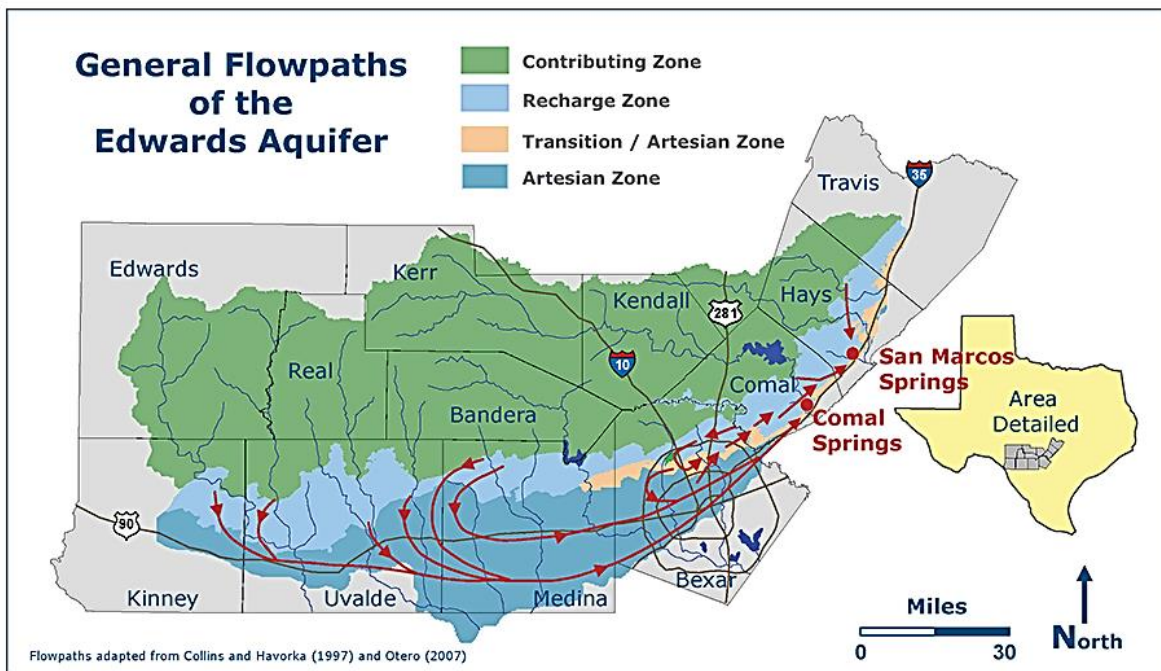 General Flowpaths
of the
Edwards Aquifer
Contributing Zone
Recharge Zone
Transition / Artesian Zone
Artesian Zone
Travis
35
Edwards
Kerr
Kendall
281
Hays
10
Real
Comal
San Marcos
Springs
Bandera
Comal
Springs
Area
Detailed
90
Kinney
Uvalde
Medina
Bexar
Miles
0
30
North
Flowpaths adapted from Collins and Havorka (1997) and Otero (2007)